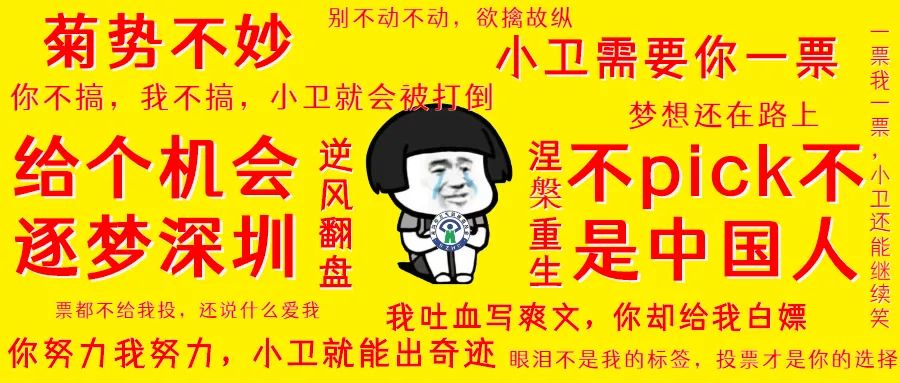 别不动不动，欲擒故纵
菊势不妙
小卫需要你一票
你不搞，我不搞，小卫就会被打倒
梦想还在路上
给个机会
逐梦深圳
逆风翻盘
涅槃重生
不pick不
是中国人
一票我一票，小卫还能继续笑
票都不给我投，还说什么爱我
我吐血写爽文，你却给我白嫖
你努力我努力，小卫就能出奇迹
眼泪不是我的标签，投票才是你的选择